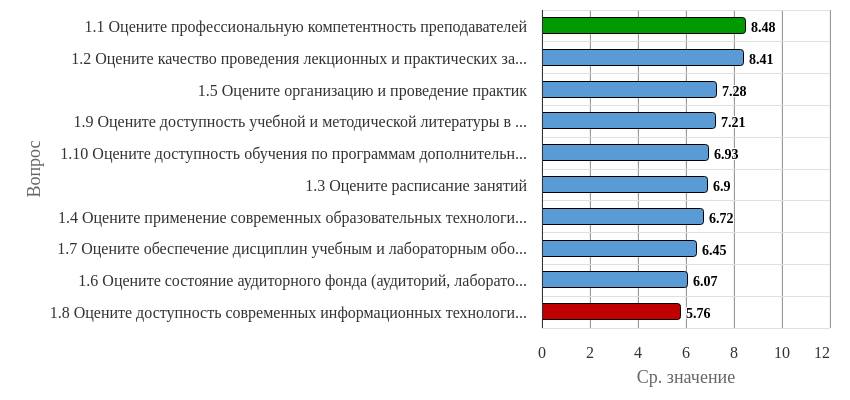 1.1 Оцените профессиональную компетентность преподавателей 8.48
1.2 Оцените качество проведения лекционных и практических за... 8.41
1.5 Оцените организацию и проведение практик 7.28
1.9 Оцените доступность учебной и методической литературы в ... 7.21
1.10 Оцените доступность обучения по программам дополнительн... 6.93
1.3 Оцените расписание занятий 6.9
1.4 Оцените применение современных образовательных технологи... 6.72
1.7 Оцените обеспечение дисциплин учебным и лабораторным обо... 6.45
1.6 Оцените состояние аудиторного фонда (аудиторий, лаборато... 6.07
1.8 Оцените доступность современных информационных технологи... 5.76
Вопрос
0 2 4 6 8 10 12
Ср. значение